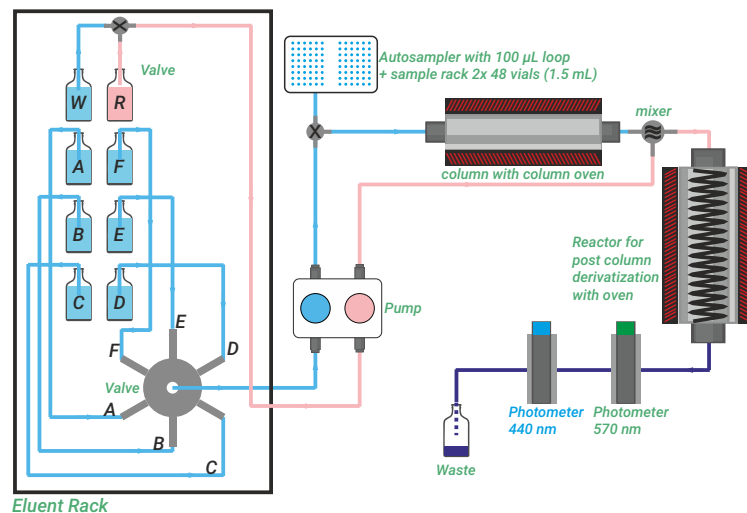 Valve
W
R
A
F
B
E
C
D
E
F
D
Valve
A
B
C
Eluent Rack
Autosampler with 100 µL loop
+ sample rack 2x 48 vials (1.5 mL)
mixer
column with column oven
Reactor for
post column
derivatization
with oven
Pump
Photometer
440 nm
Photometer
570 nm
Waste